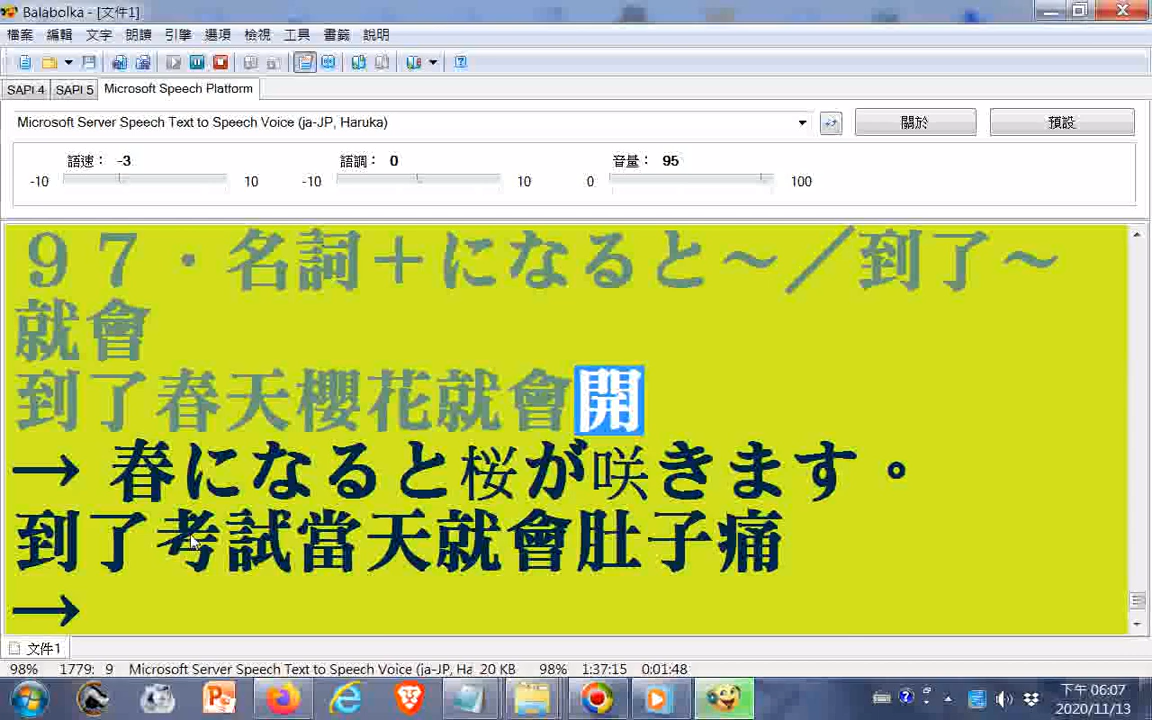 Balabolka - [文件1]
檔案 編輯 文字 朗讀 引擎 選項 檢視 工具 書籤 說明
SAPI 4 SAPI 5 Microsoft Speech Platform
Microsoft Server Speech Text to Speech Voice (ja-JP, Haruka) 關於 預設
語速： -3 語調： 0 音量： 95
-10 10 -10 10 0 100
９７・名詞＋になると～／到了～
就會
到了春天櫻花就會開
→ 春になると桜が咲きます。
到了考試當天就會肚子痛
→
文件1
98% 1779: 9 Microsoft Server Speech Text to Speech Voice (ja-JP, Ha 20 KB 98% 1:37:15 0:01:48
下午 06:07
2020/11/13